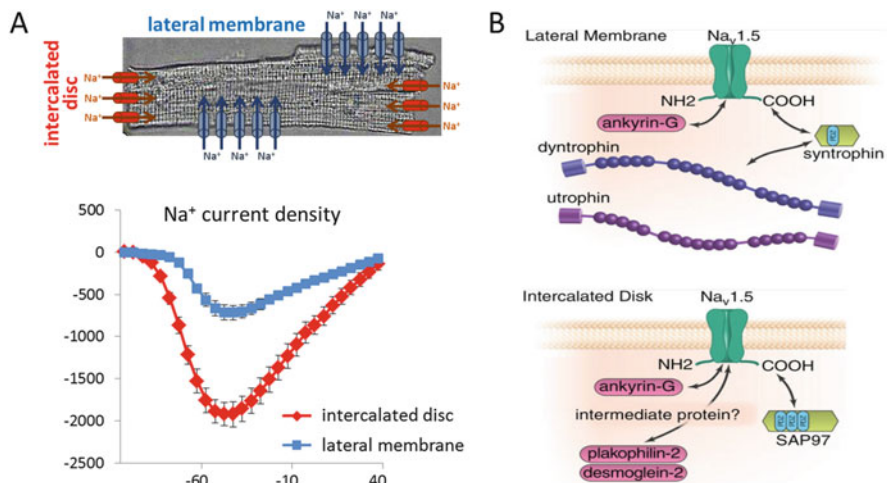 A
lateral membrane
Na⁺ Na⁺ Na⁺ Na⁺ Na⁺
intercalated
disc
Na⁺
Na⁺
Na⁺
Na⁺
Na⁺
Na⁺
Na⁺ Na⁺ Na⁺ Na⁺ Na⁺
Na⁺ current density
500
0
-500
-1000
-1500
-2000
-2500
-60
-10
40
intercalated disc
lateral membrane
B
Lateral Membrane
Naᵥ1.5
NH2
COOH
ankyrin-G
syntrophin
dyntrophin
utrophin
Intercalated Disk
Naᵥ1.5
NH2
COOH
ankyrin-G
intermediate protein?
SAP97
plakophilin-2
desmoglein-2